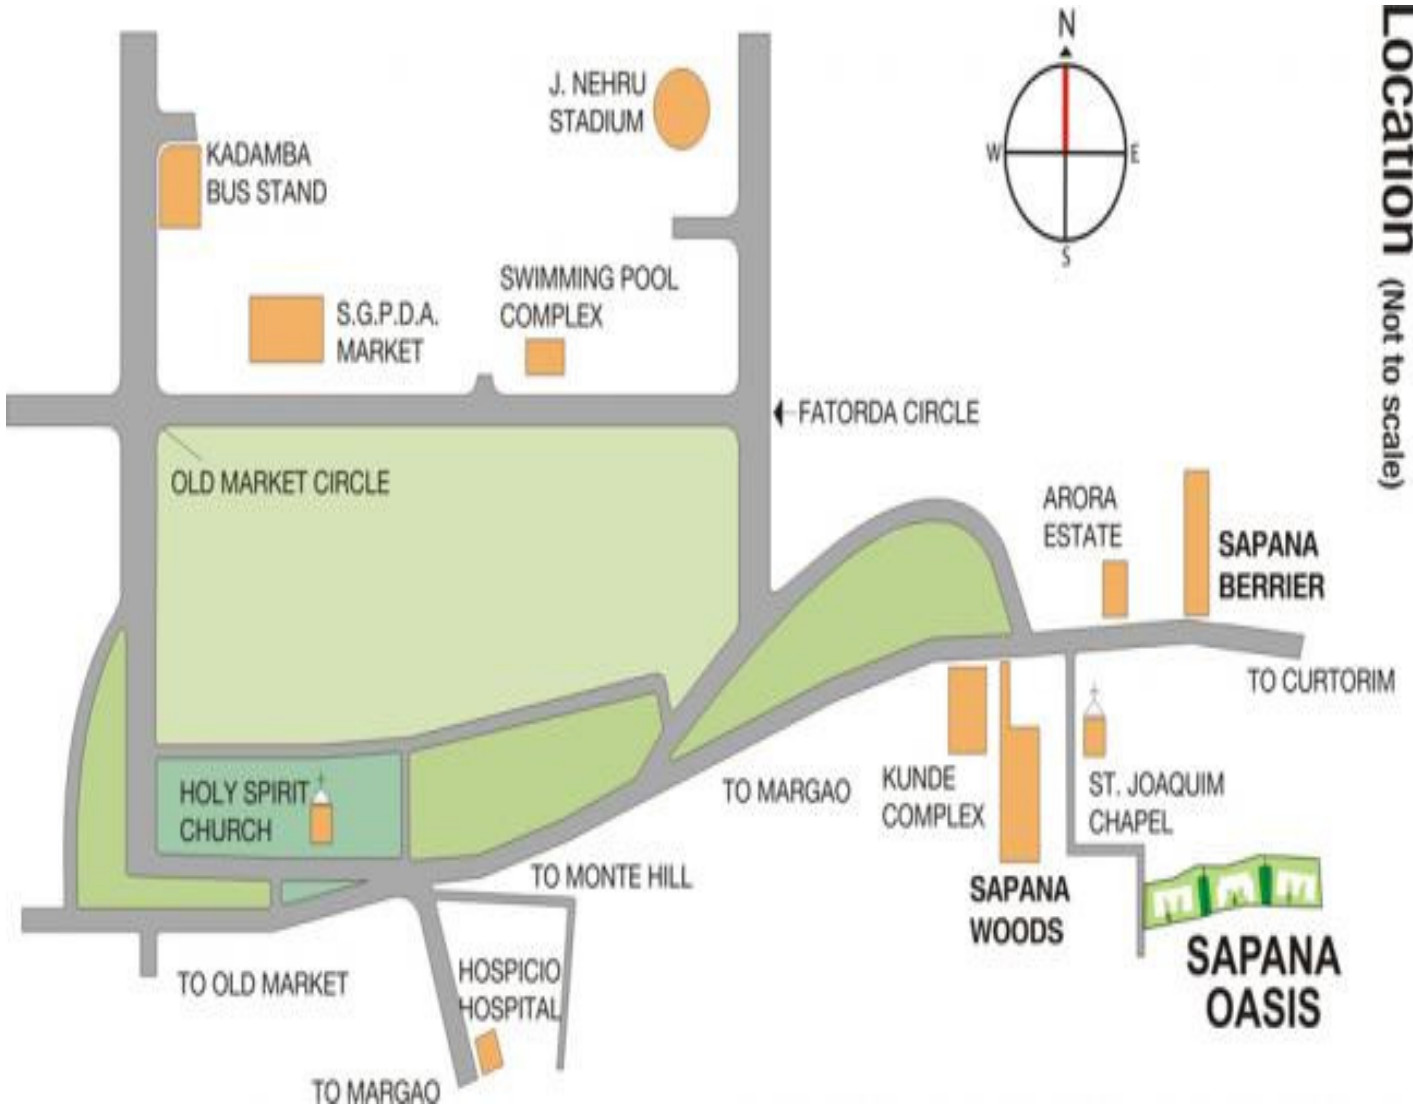 N
W
E
S
Location (Not to scale)
J. NEHRU
STADIUM
KADAMBA
BUS STAND
SWIMMING POOL
COMPLEX
S.G.P.D.A.
MARKET
FATORDA CIRCLE
OLD MARKET CIRCLE
ARORA
ESTATE
SAPANA
BERRIER
TO CURTORIM
HOLY SPIRIT
CHURCH
TO MARGAO
KUNDE
COMPLEX
ST. JOAQUIM
CHAPEL
TO MONTE HILL
SAPANA
WOODS
SAPANA
OASIS
TO OLD MARKET
HOSPICIO
HOSPITAL
TO MARGAO